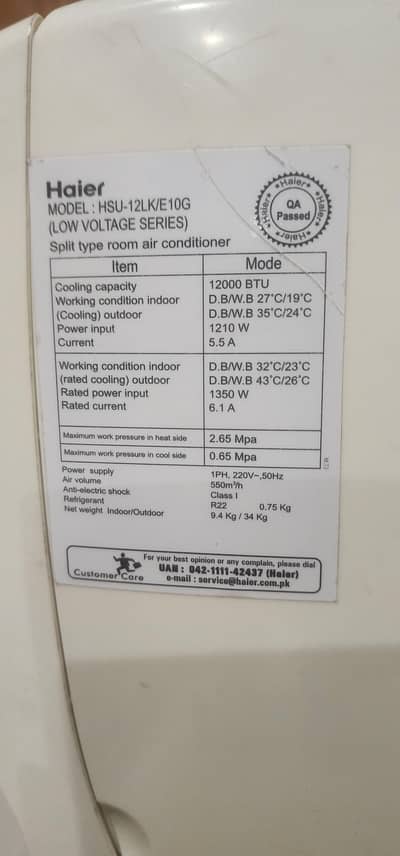 Haier
MODEL : HSU-12LK/E10G
(LOW VOLTAGE SERIES)
Split type room air conditioner
Haier
Haier
QA
Passed
Haier
Haier
Item Mode
Cooling capacity 12000 BTU
Working condition indoor D.B/W.B 27°C/19°C
(Cooling) outdoor D.B/W.B 35°C/24°C
Power input 1210 W
Current 5.5 A
Working condition indoor D.B/W.B 32°C/23°C
(rated cooling) outdoor D.B/W.B 43°C/26°C
Rated power input 1350 W
Rated current 6.1 A
Maximum work pressure in heat side 2.65 Mpa
Maximum work pressure in cool side 0.65 Mpa
Power supply 1PH, 220V~,50Hz
Air volume 550m³/h
Anti-electric shock Class I
Refrigerant R22 0.75 Kg
Net weight Indoor/Outdoor 9.4 Kg / 34 Kg
Customer Care
For your best opinion or any complain, please dial
UAN : 042-1111-42437 (Haier)
e-mail : service@haier.com.pk